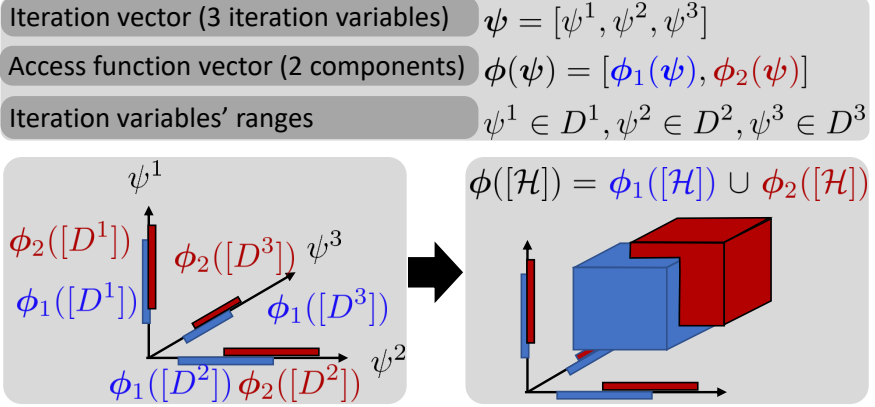 Iteration vector (3 iteration variables) ψ = [ψ¹, ψ², ψ³]
Access function vector (2 components) ϕ(ψ) = [ϕ₁(ψ), ϕ₂(ψ)]
Iteration variables’ ranges ψ¹ ∈ D¹, ψ² ∈ D², ψ³ ∈ D³
ψ¹
ϕ₂([D¹])
ϕ₂([D³])
ψ³
ϕ₁([D¹])
ϕ₁([D³])
ψ²
ϕ₁([D²]) ϕ₂([D²])
ϕ([ℋ]) = ϕ₁([ℋ]) ∪ ϕ₂([ℋ])